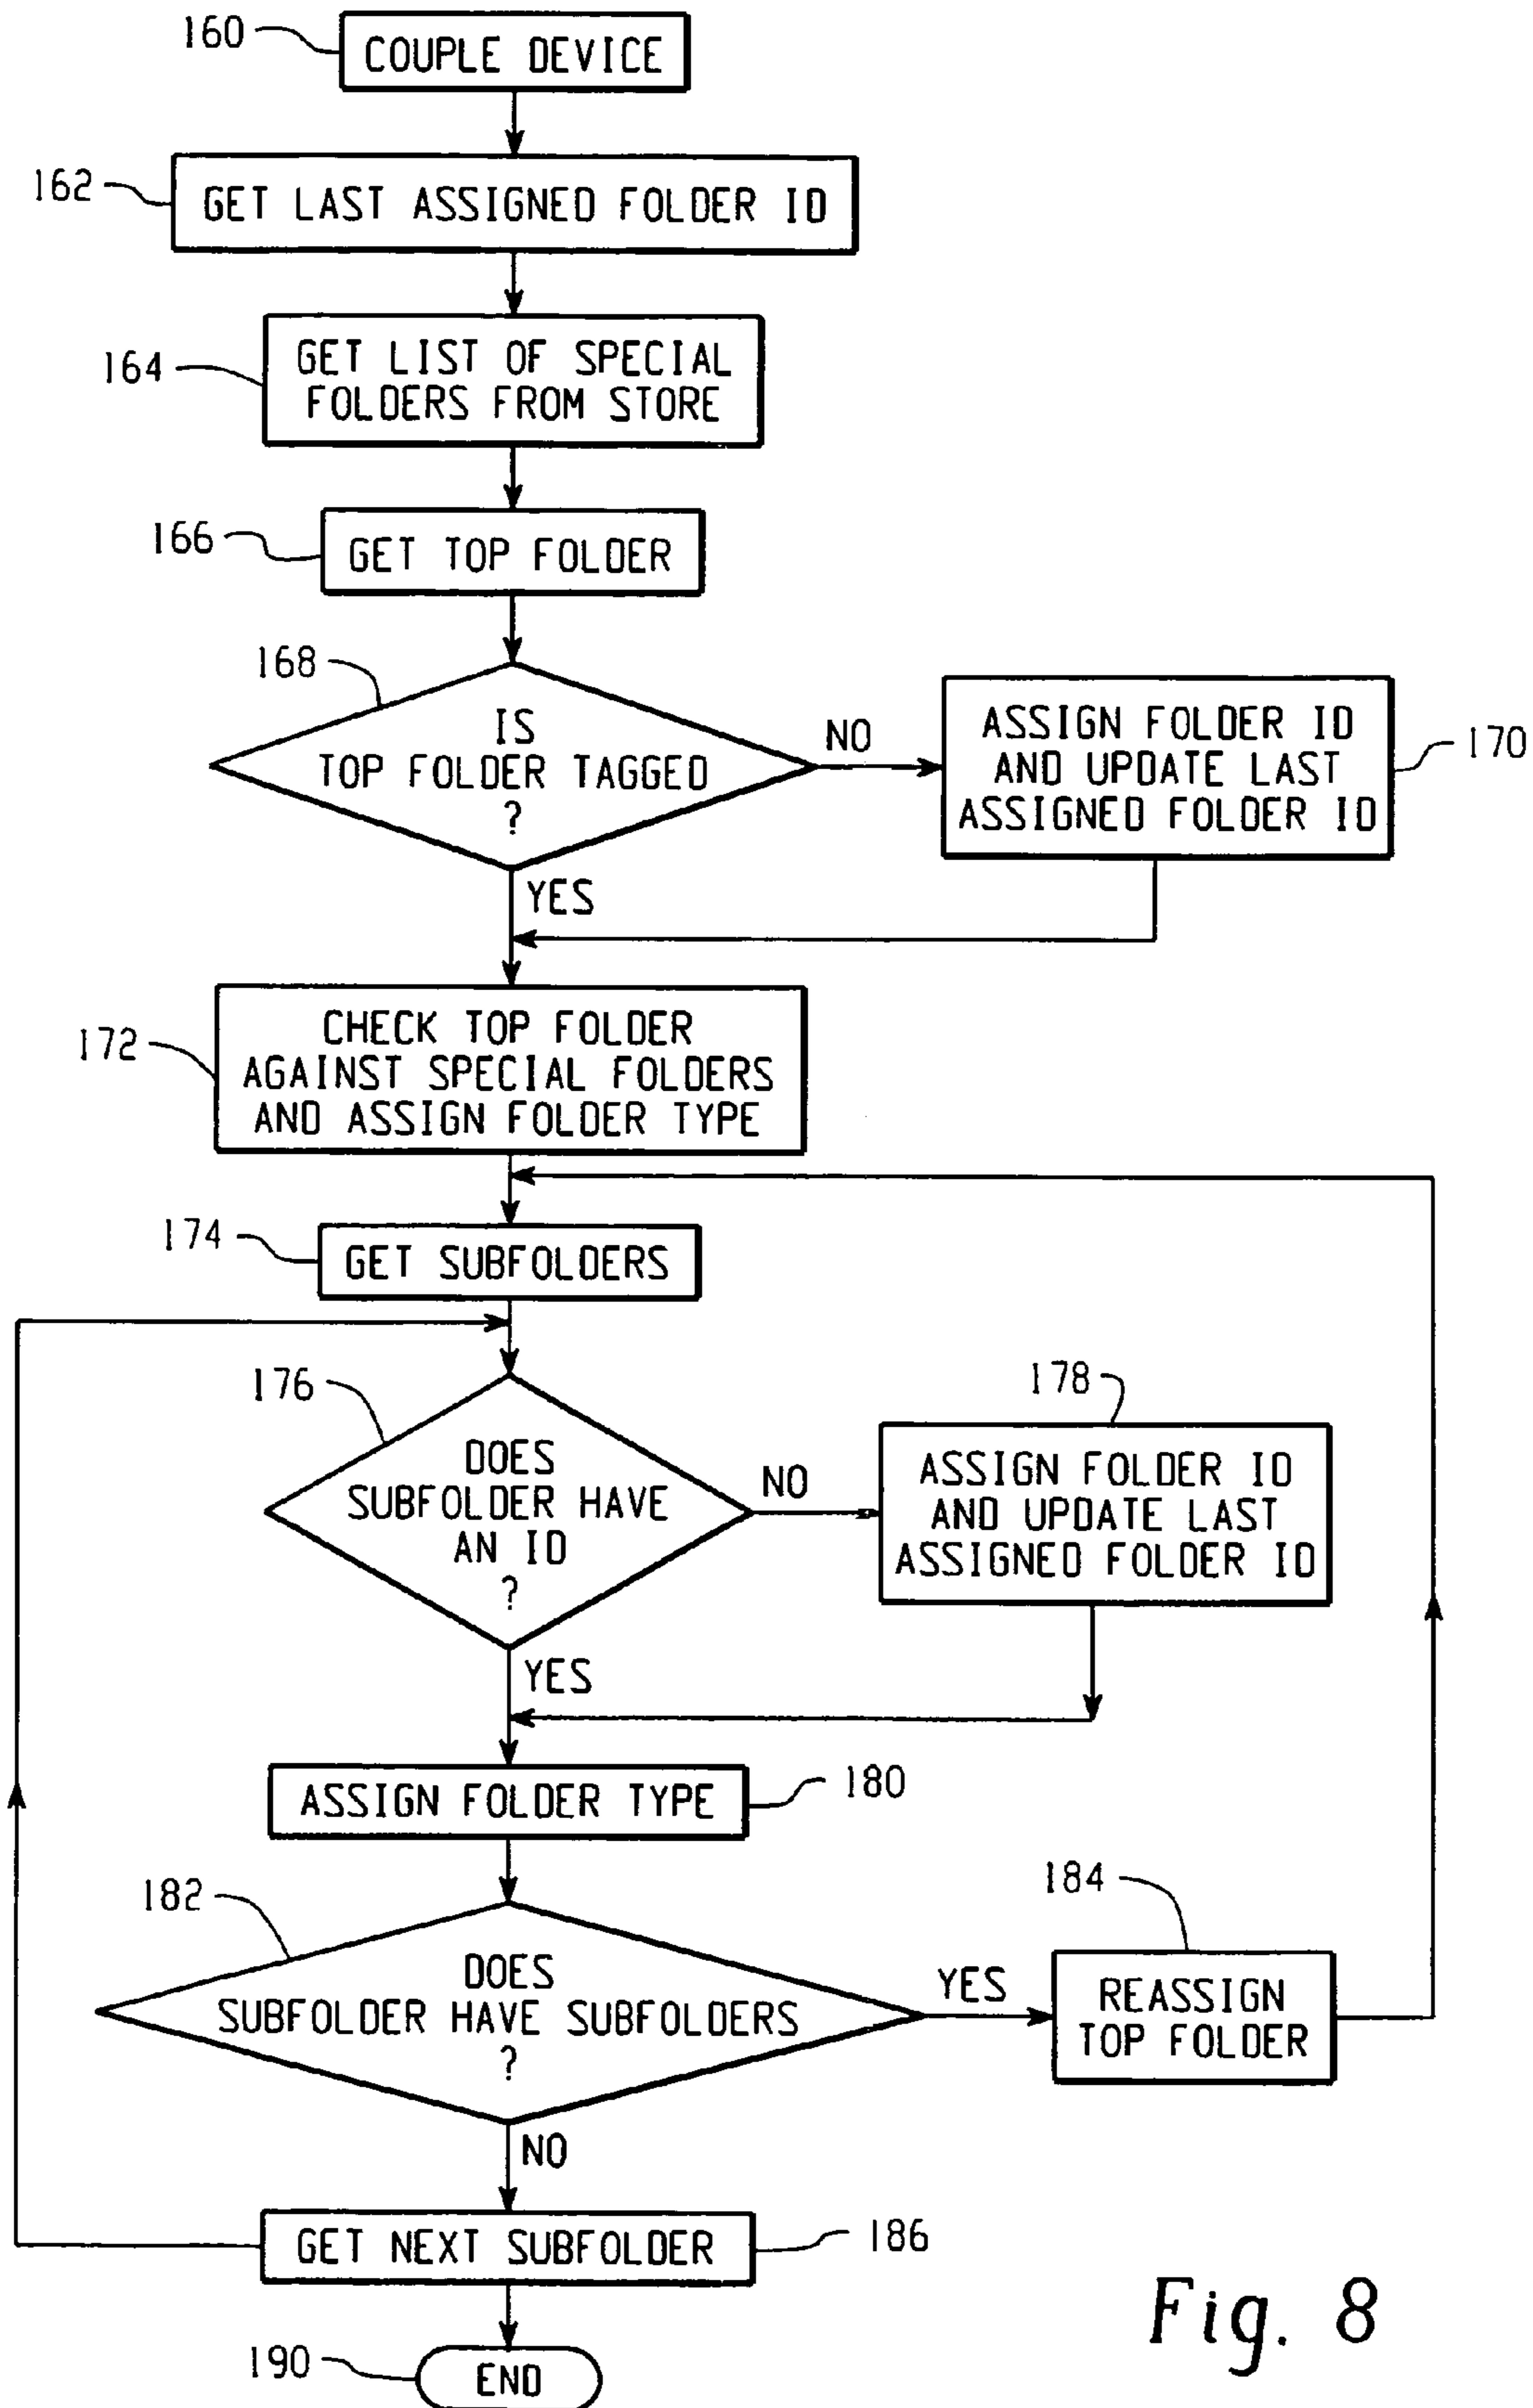 160
COUPLE DEVICE
162
GET LAST ASSIGNED FOLDER ID
164
GET LIST OF SPECIAL
FOLDERS FROM STORE
166
GET TOP FOLDER
168
IS
TOP FOLDER TAGGED
?
NO
ASSIGN FOLDER ID
AND UPDATE LAST
ASSIGNED FOLDER ID
170
YES
172
CHECK TOP FOLDER
AGAINST SPECIAL FOLDERS
AND ASSIGN FOLDER TYPE
174
GET SUBFOLDERS
176
DOES
SUBFOLDER HAVE
AN ID
?
NO
178
ASSIGN FOLDER ID
AND UPDATE LAST
ASSIGNED FOLDER ID
YES
ASSIGN FOLDER TYPE
180
182
DOES
SUBFOLDER HAVE SUBFOLDERS
?
YES
184
REASSIGN
TOP FOLDER
NO
GET NEXT SUBFOLDER
186
190
END
Fig. 8